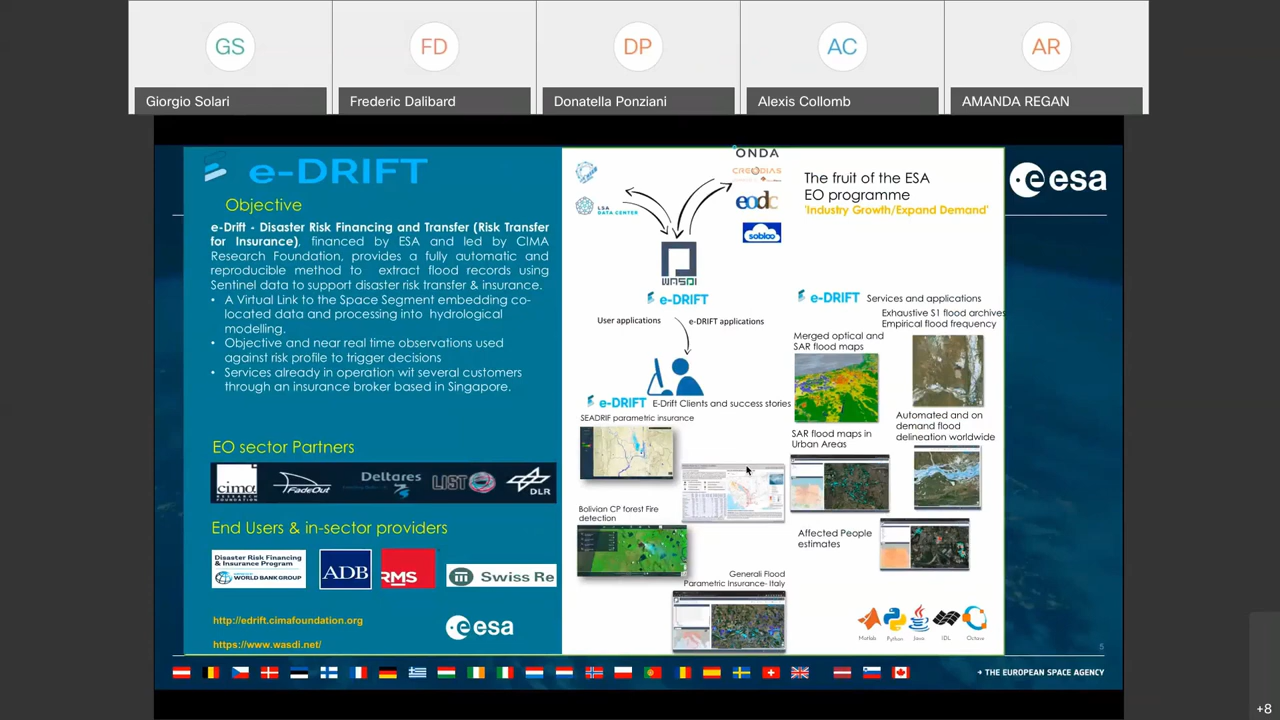 GS
FD
DP
AC
AR
Giorgio Solari
Frederic Dalibard
Donatella Ponziani
Alexis Collomb
AMANDA REGAN
e-DRIFT
Objective
e-Drift - Disaster Risk Financing and Transfer (Risk Transfer
for Insurance), financed by ESA and led by CIMA
Research Foundation, provides a fully automatic and
reproducible method to extract flood records using
Sentinel data to support disaster risk transfer & insurance.
• A Virtual Link to the Space Segment embedding co-
located data and processing into hydrological
modelling.
• Objective and near real time observations used
against risk profile to trigger decisions
• Services already in operation wit several customers
through an insurance broker based in Singapore.
EO sector Partners
cima
RESEARCH FOUNDATION
FadeOut
Deltares
LIST
DLR
End Users & in-sector providers
Disaster Risk Financing
& Insurance Program
WORLD BANK GROUP
ADB
RMS
Swiss Re
http://edrift.cimafoundation.org
https://www.wasdi.net/
esa
ONDA
CREODIAS
LSA
DATA CENTER
eodc
sobloo
WASDI
e-DRIFT
User applications
e-DRIFT applications
e-DRIFT E-Drift Clients and success stories
SEADRIF parametric insurance
Bolivian CP forest Fire
detection
Generali Flood
Parametric Insurance- Italy
The fruit of the ESA
EO programme
'Industry Growth/Expand Demand'
e-DRIFT Services and applications
Exhaustive S1 flood archives
Empirical flood frequency
Merged optical and
SAR flood maps
Automated and on
demand flood
delineation worldwide
SAR flood maps in
Urban Areas
Affected People
estimates
Matlab
Python
Java
IDL
Octave
esa
5
→ THE EUROPEAN SPACE AGENCY
+8